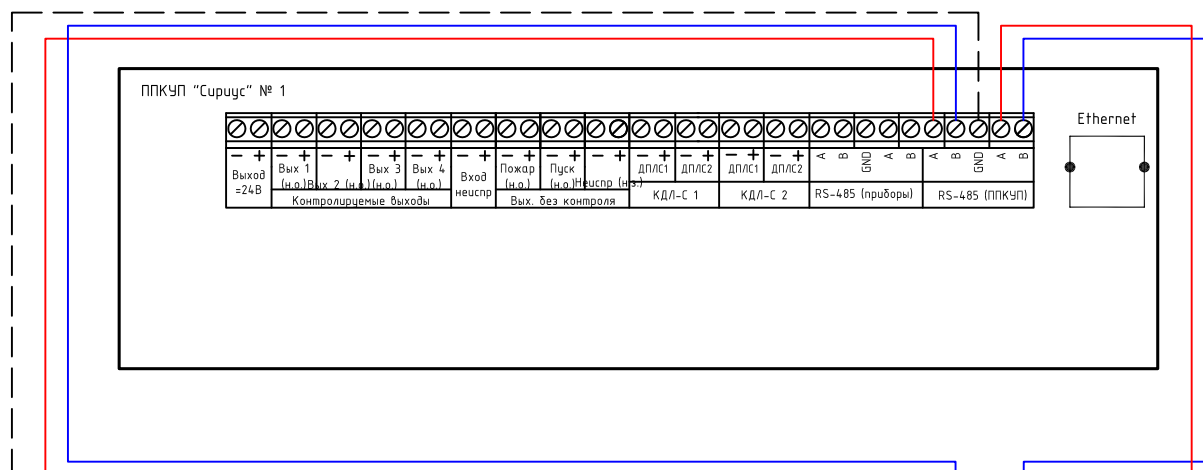 ППКУП "Сириус" № 1
Ethernet
− + − + − + − + − + − + − + − + − + − + − + − + − + A B GND A B A B GND A B
Выход =24В
Вых 1 (н.о.)
Вых 2 (н.о.)
Вых 3 (н.о.)
Вых 4 (н.о.)
Контролируемые выходы
Вход неиспр
Пожар (н.о.)
Пуск (н.о.)
Неиспр (н.з.)
Вых. без контроля
ДПЛС1 ДПЛС2 ДПЛС1 ДПЛС2
КДЛ-С 1 КДЛ-С 2 RS-485 (приборы) RS-485 (ППКУП)